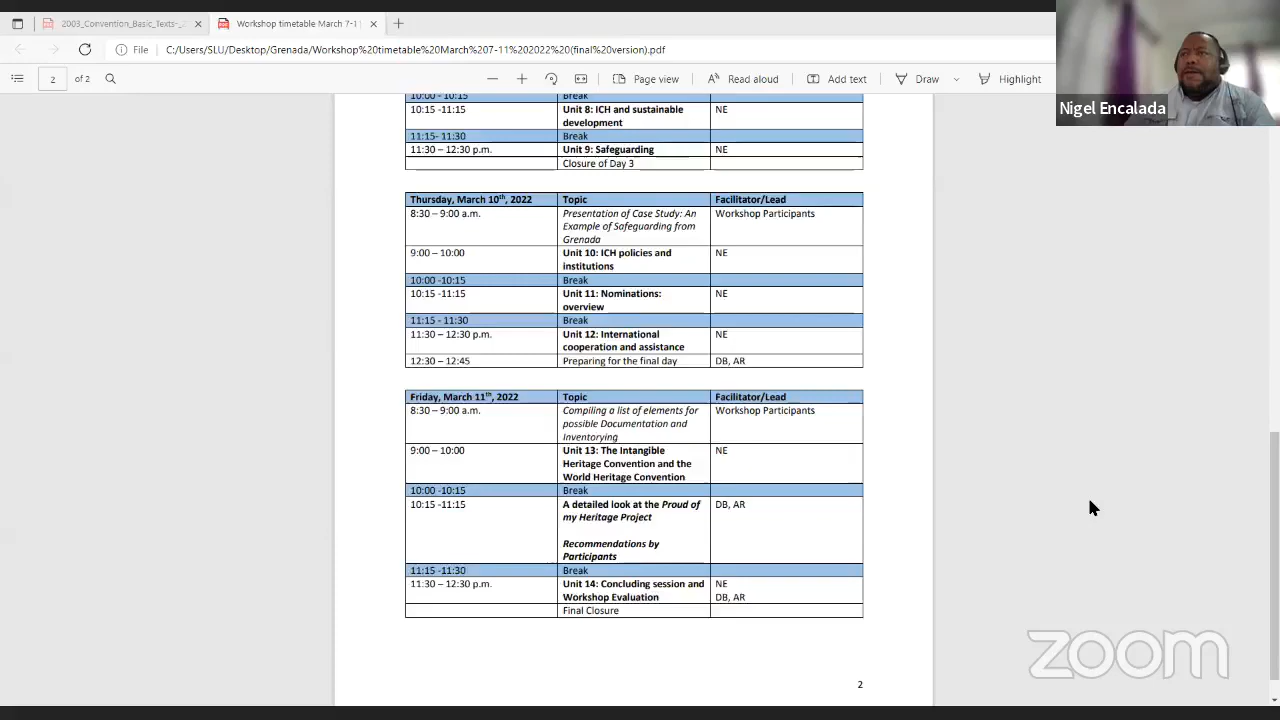 2003_Convention_Basic_Texts-_2
Workshop timetable March 7-11
File
C:/Users/SLU/Desktop/Grenada/Workshop%20timetable%20March%207-11%202022%20(final%20version).pdf
2 of 2
Page view
Read aloud
Add text
Draw
Highlight
Nigel Encalada
10:00 - 10:15 Break
10:15 -11:15 Unit 8: ICH and sustainable NE
development
11:15- 11:30 Break
11:30 – 12:30 p.m. Unit 9: Safeguarding NE
Closure of Day 3
Thursday, March 10th, 2022 Topic Facilitator/Lead
8:30 – 9:00 a.m. Presentation of Case Study: An Workshop Participants
Example of Safeguarding from
Grenada
9:00 – 10:00 Unit 10: ICH policies and NE
institutions
10:00 -10:15 Break
10:15 -11:15 Unit 11: Nominations: NE
overview
11:15 - 11:30 Break
11:30 – 12:30 p.m. Unit 12: International NE
cooperation and assistance
12:30 – 12:45 Preparing for the final day DB, AR
Friday, March 11th, 2022 Topic Facilitator/Lead
8:30 – 9:00 a.m. Compiling a list of elements for Workshop Participants
possible Documentation and
Inventorying
9:00 – 10:00 Unit 13: The Intangible NE
Heritage Convention and the
World Heritage Convention
10:00 -10:15 Break
10:15 -11:15 A detailed look at the Proud of DB, AR
my Heritage Project
Recommendations by
Participants
11:15 -11:30 Break
11:30 – 12:30 p.m. Unit 14: Concluding session and NE
Workshop Evaluation DB, AR
Final Closure
2
zoom